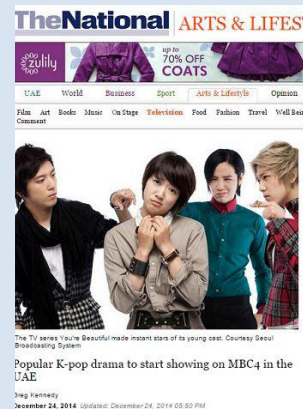 TheNational ARTS & LIFES
zulily
up to
70% OFF
COATS
UAE World Business Sport Arts & Lifestyle Opinion
Film Art Books Music On Stage Television Food Fashion Travel Well Bei
Comment
The TV series You're Beautiful made instant stars of its young cast. Courtesy Seoul
Broadcasting System
Popular K-pop drama to start showing on MBC4 in the
UAE
Greg Kennedy
December 24, 2014 Updated: December 24, 2014 05:50 PM